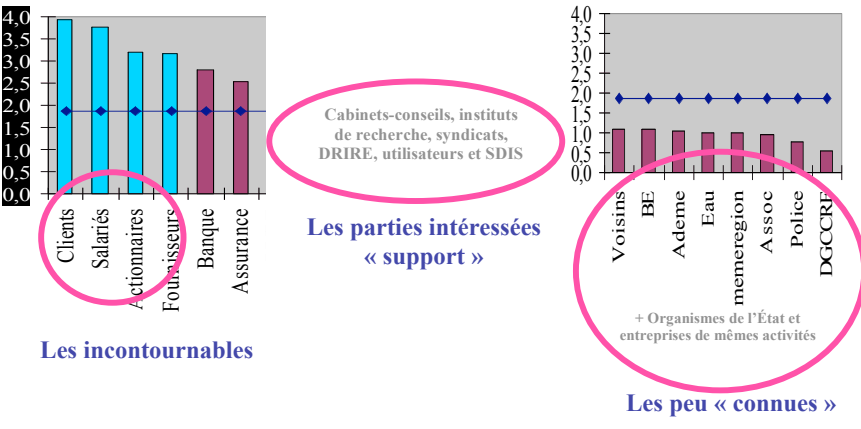 4,0
3,5
3,0
2,5
2,0
1,5
1,0
0,5
0,0
Clients
Salariés
Actionnaires
Fournisseurs
Banque
Assurance
Les incontournables
Cabinets-conseils, instituts
de recherche, syndicats,
DRIRE, utilisateurs et SDIS
Les parties intéressées
« support »
4,0
3,5
3,0
2,5
2,0
1,5
1,0
0,5
0,0
Voisins
BE
Ademe
Eau
memeregion
Assoc
Police
DGCCRF
+ Organismes de l’État et
entreprises de mêmes activités
Les peu « connues »